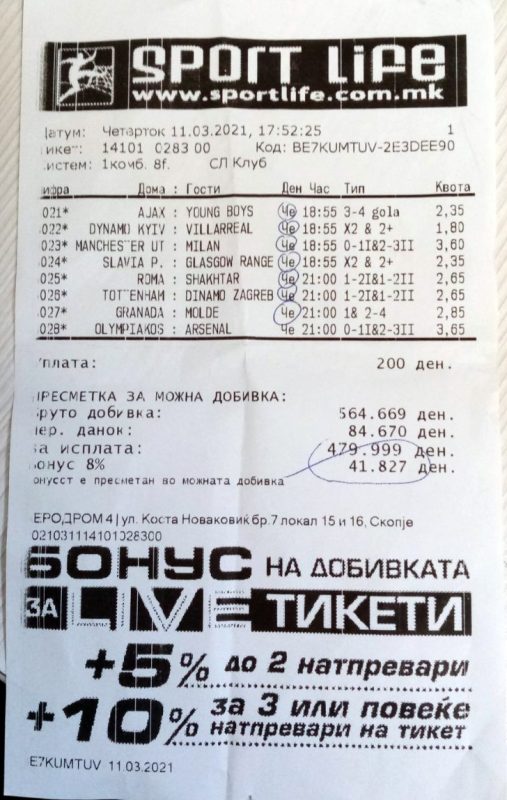 SPORT LIFE
www.sportlife.com.mk
Датум: Четврток 11.03.2021, 17:52:25 1
икет: 14101 0283 00 Код: BE7KUMTUV-2E3DEE90
истем: 1комб. 8f. СЛ Клуб
ифра Дома : Гости Ден Час Тип Квота
021* AJAX : YOUNG BOYS Че 18:55 3-4 gola 2,35
022* DYNAMO KYIV : VILLARREAL Че 18:55 X2 & 2+ 1,80
023* MANCHESTER UT : MILAN Че 18:55 0-1I&2-3II 3,60
024* SLAVIA P. : GLASGOW RANGE Че 18:55 X2 & 2+ 2,35
025* ROMA : SHAKHTAR Че 21:00 1-2I&1-2II 2,65
026* TOTTENHAM : DINAMO ZAGREB Че 21:00 1-2I&1-2II 2,65
027* GRANADA : MOLDE Че 21:00 1& 2-4 2,85
028* OLYMPIAKOS : ARSENAL Че 21:00 0-1I&2-3II 3,65
уплата: 200 ден.
ПРЕСМЕТКА ЗА МОЖНА ДОБИВКА:
бруто добивка: 564.669 ден.
пер. данок: 84.670 ден.
за исплата: 479.999 ден.
бонус 8% 41.827 ден.
онусст е пресметан во можната добивка
ЕРОДРОМ 4| ул. Коста Новаковиќ бр.7 локал 15 и 16, Скопје
021031114101028300
БОНУС НА ДОБИВКАТА
ЗА LIVE ТИКЕТИ
+5% до 2 натпревари
+10% за 3 или повеќе
натпревари на тикет
E7KUMTUV 11.03.2021